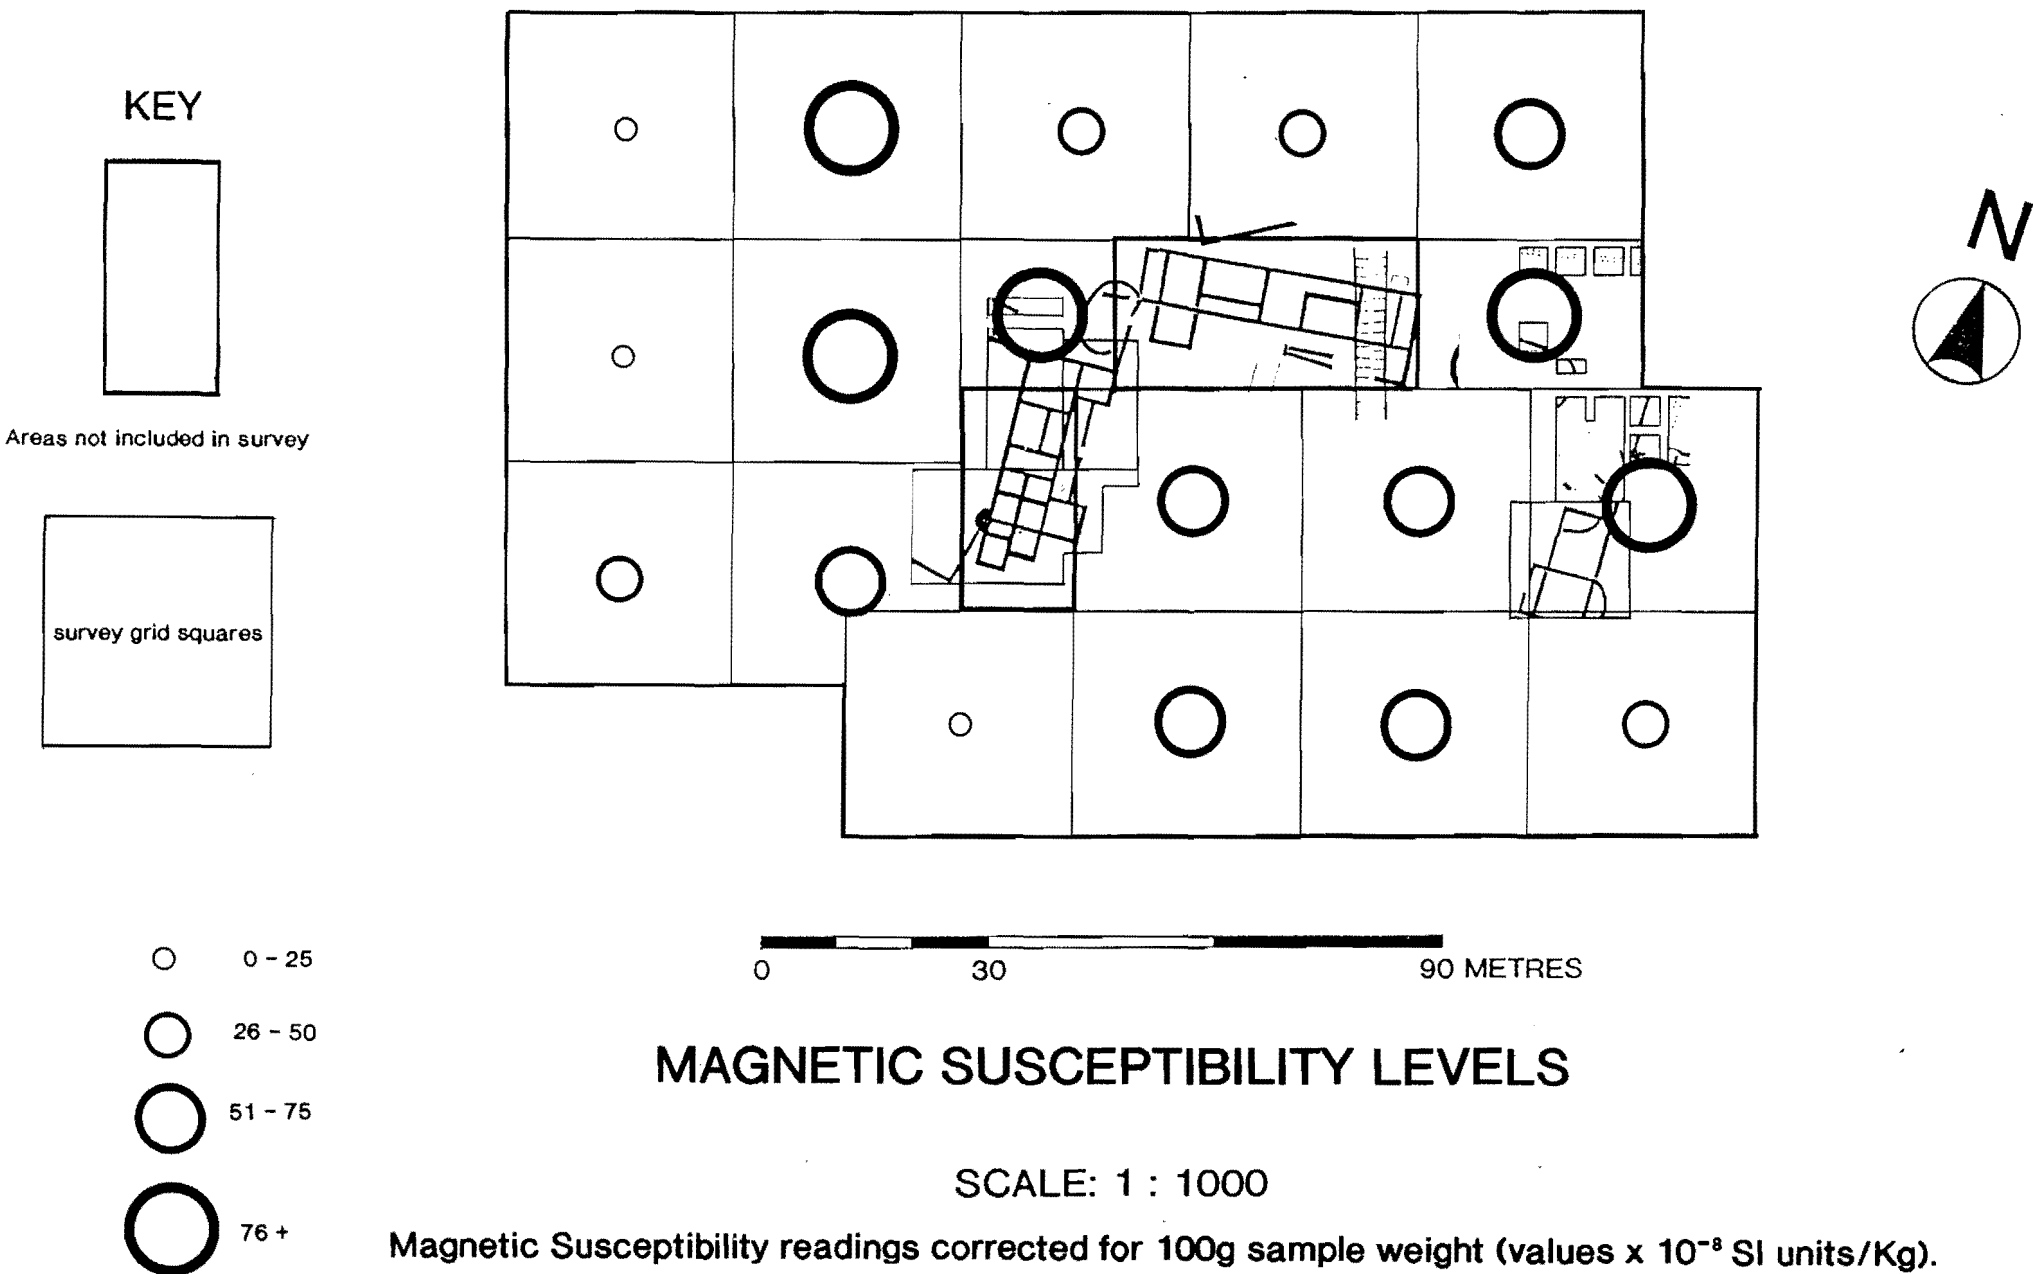 KEY
N
Areas not included in survey
survey grid squares
0 - 25
0 30 90 METRES
26 - 50
MAGNETIC SUSCEPTIBILITY LEVELS
51 - 75
SCALE: 1 : 1000
76 +
Magnetic Susceptibility readings corrected for 100g sample weight (values x 10⁻⁸ SI units/Kg).